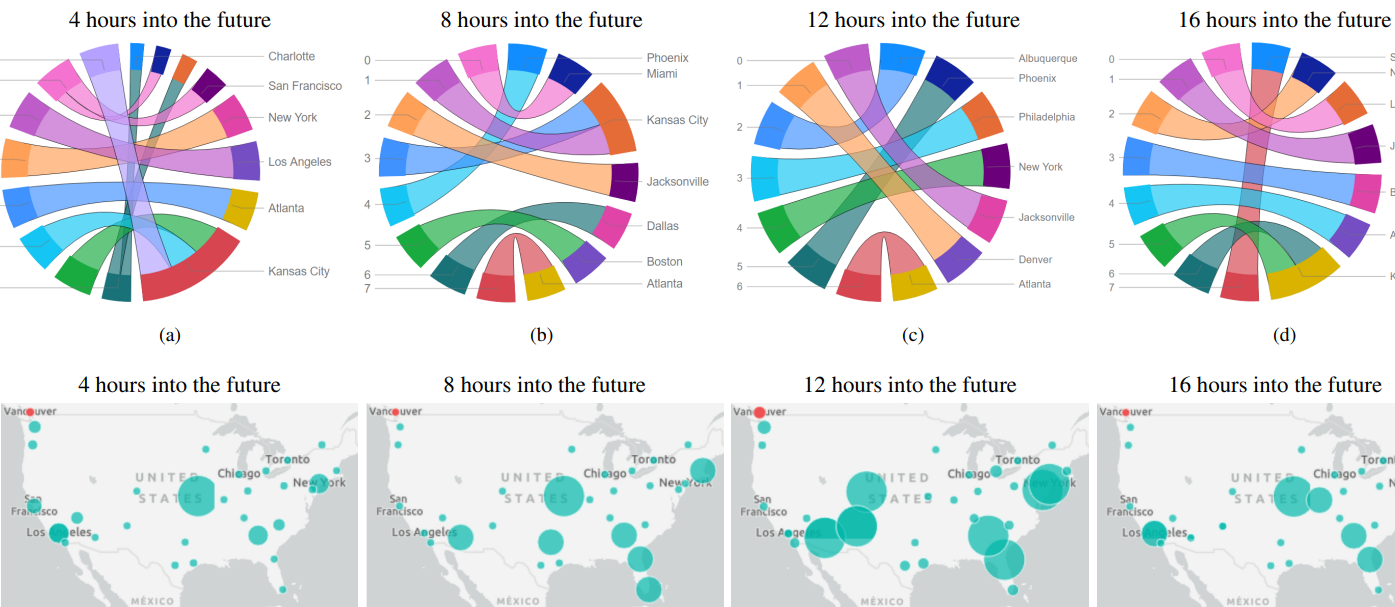 4 hours into the future
8 hours into the future
12 hours into the future
16 hours into the future
Charlotte
San Francisco
New York
Los Angeles
Atlanta
Kansas City
0
1
2
3
4
5
6
7
Phoenix
Miami
Kansas City
Jacksonville
Dallas
Boston
Atlanta
0
1
2
3
4
5
6
Albuquerque
Phoenix
Philadelphia
New York
Jacksonville
Denver
Atlanta
0
1
2
3
4
5
6
7
S
N
L
J
B
A
K
(a)
(b)
(c)
(d)
4 hours into the future
8 hours into the future
12 hours into the future
16 hours into the future
Vancouver
Toronto
Chicago
New York
UNITED
STATES
San
Francisco
Los Angeles
MÉXICO
Vancouver
Toronto
Chicago
New York
UNITED
STATES
San
Francisco
Los Angeles
MÉXICO
Vancouver
Toronto
Chicago
New York
UNITED
STATES
San
Francisco
Los Angeles
MÉXICO
Vancouver
Toron
Chicago
New
UNITED
STATES
San
Francisco
Los Angeles
MÉXICO